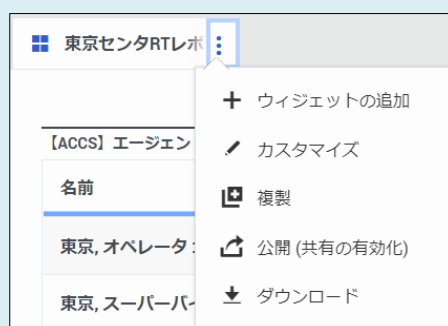 東京センタRTレポ
ウィジェットの追加
【ACCS】エージェン
カスタマイズ
名前
複製
東京, オペレータ
公開 (共有の有効化)
東京, スーパーバイ
ダウンロード